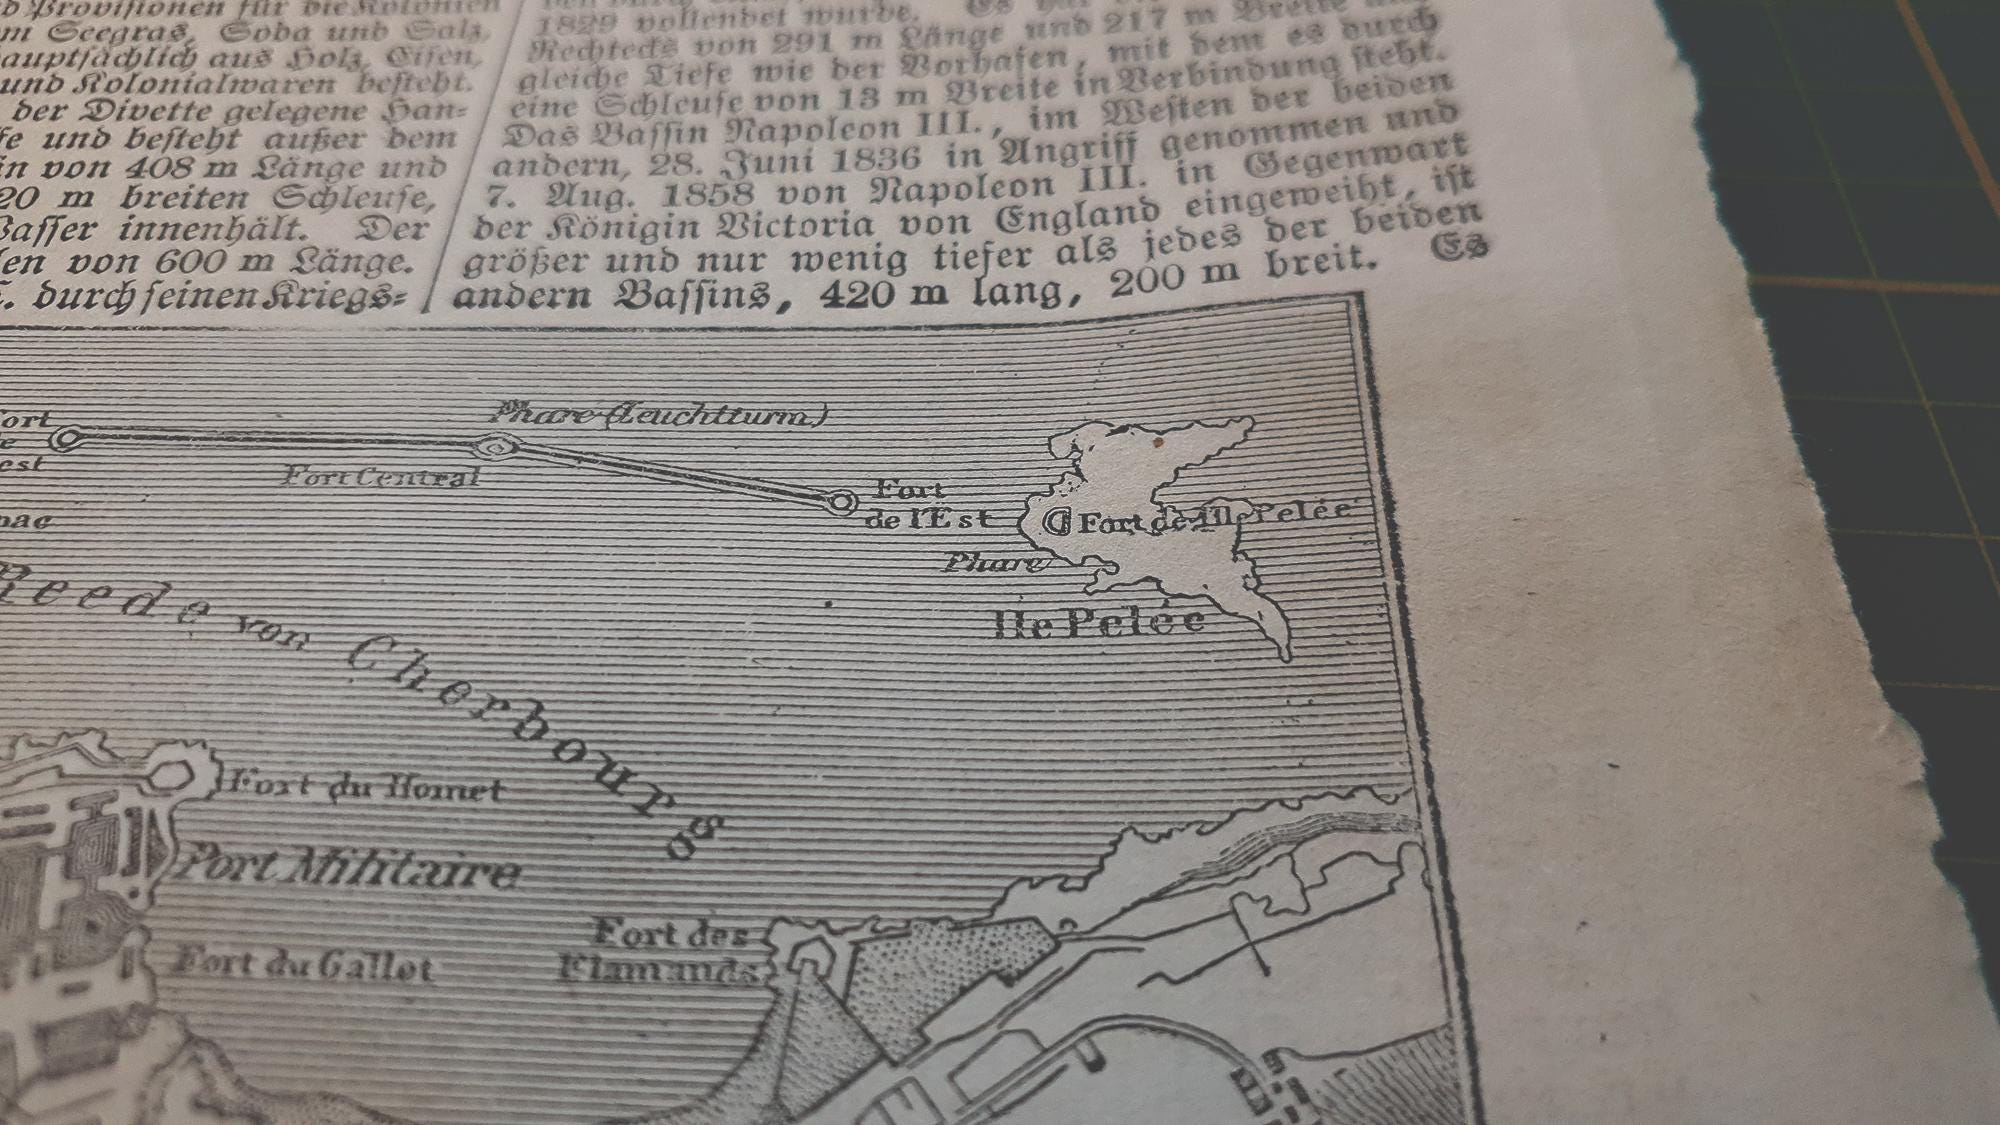 Provisionen für die Kolonien
Seegras, Soda und Salz,
auptsächlich aus Holz, Eisen,
und Kolonialwaren besteht.
der Divette gelegene Han-
und besteht außer dem
von 408 m Länge und
20 m breiten Schleuse,
innenhält. Der
von 600 m Länge.
durch seinen Kriegs-
1829 vollendet wurde. Es
Rechtecks von 291 m Länge und 217 m Breite
gleiche Tiefe wie der Vorhafen, mit dem es durch
eine Schleuse von 13 m Breite in Verbindung steht.
Das Bassin Napoleon III., im Westen der beiden
andern, 28. Juni 1836 in Angriff genommen und
7. Aug. 1858 von Napoleon III. in Gegenwart
der Königin Victoria von England eingeweiht, ist
größer und nur wenig tiefer als jedes der beiden
andern Bassins, 420 m lang, 200 m breit. Es
Phare (Leuchtturm)
Fort Central
Fort
de l'Est
Fort de l'Ile Pelée
Phare
Ile Pelée
Reede von Cherbourg
Fort du Homet
Port Militaire
Fort du Gallet
Fort des
Flamands